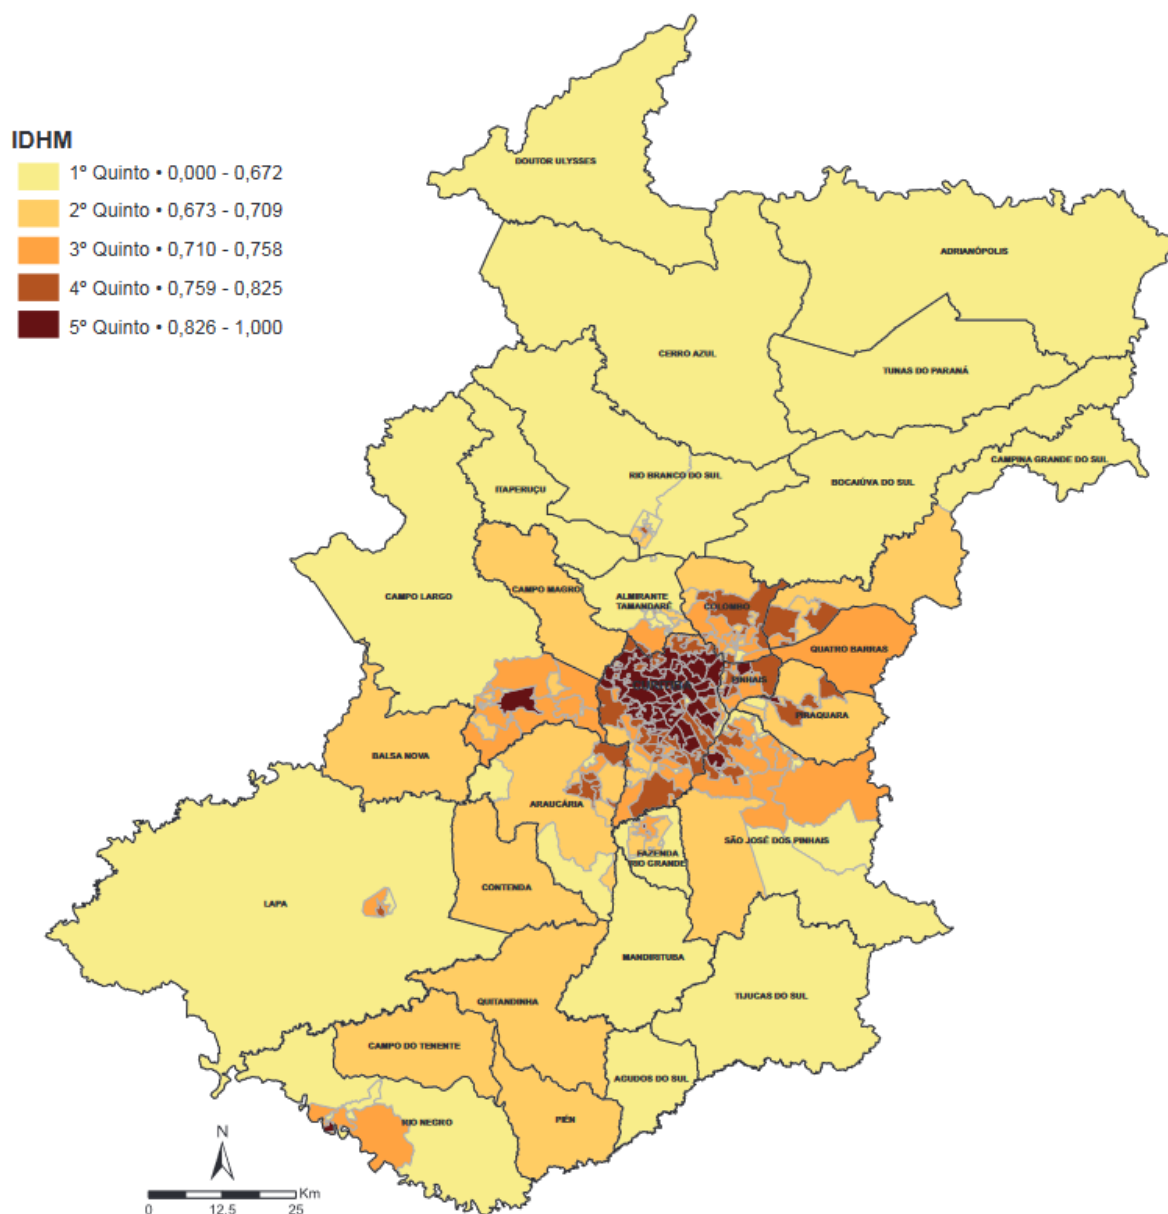 IDHM
1º Quinto • 0,000 - 0,672
2º Quinto • 0,673 - 0,709
3º Quinto • 0,710 - 0,758
4º Quinto • 0,759 - 0,825
5º Quinto • 0,826 - 1,000
DOUTOR ULYSSES
ADRIANÓPOLIS
CERRO AZUL
TUNAS DO PARANÁ
CAMPINA GRANDE DO SUL
RIO BRANCO DO SUL
BOCAIÚVA DO SUL
ITAPERUÇU
CAMPO MAGRO
CAMPO LARGO
ALMIRANTE
TAMANDARÉ
COLOMBO
QUATRO BARRAS
PINHAIS
PIRAQUARA
BALSA NOVA
ARAUCÁRIA
SÃO JOSÉ DOS PINHAIS
FAZENDA
RIO GRANDE
CONTENDA
LAPA
MANDIRITUBA
TIJUCAS DO SUL
QUITANDINHA
CAMPO DO TENENTE
AGUDOS DO SUL
RIO NEGRO
PIÊN
N
Km
0 12,5 25